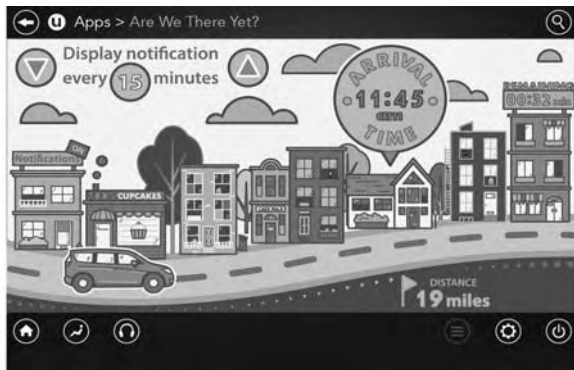 u Apps > Are We There Yet?
Display notification
every 15 minutes
ARRIVAL
11:45
(EST)
TIME
REMAINING
00:32 min
ON
Notifications
CUPCAKES
DISTANCE
19 miles